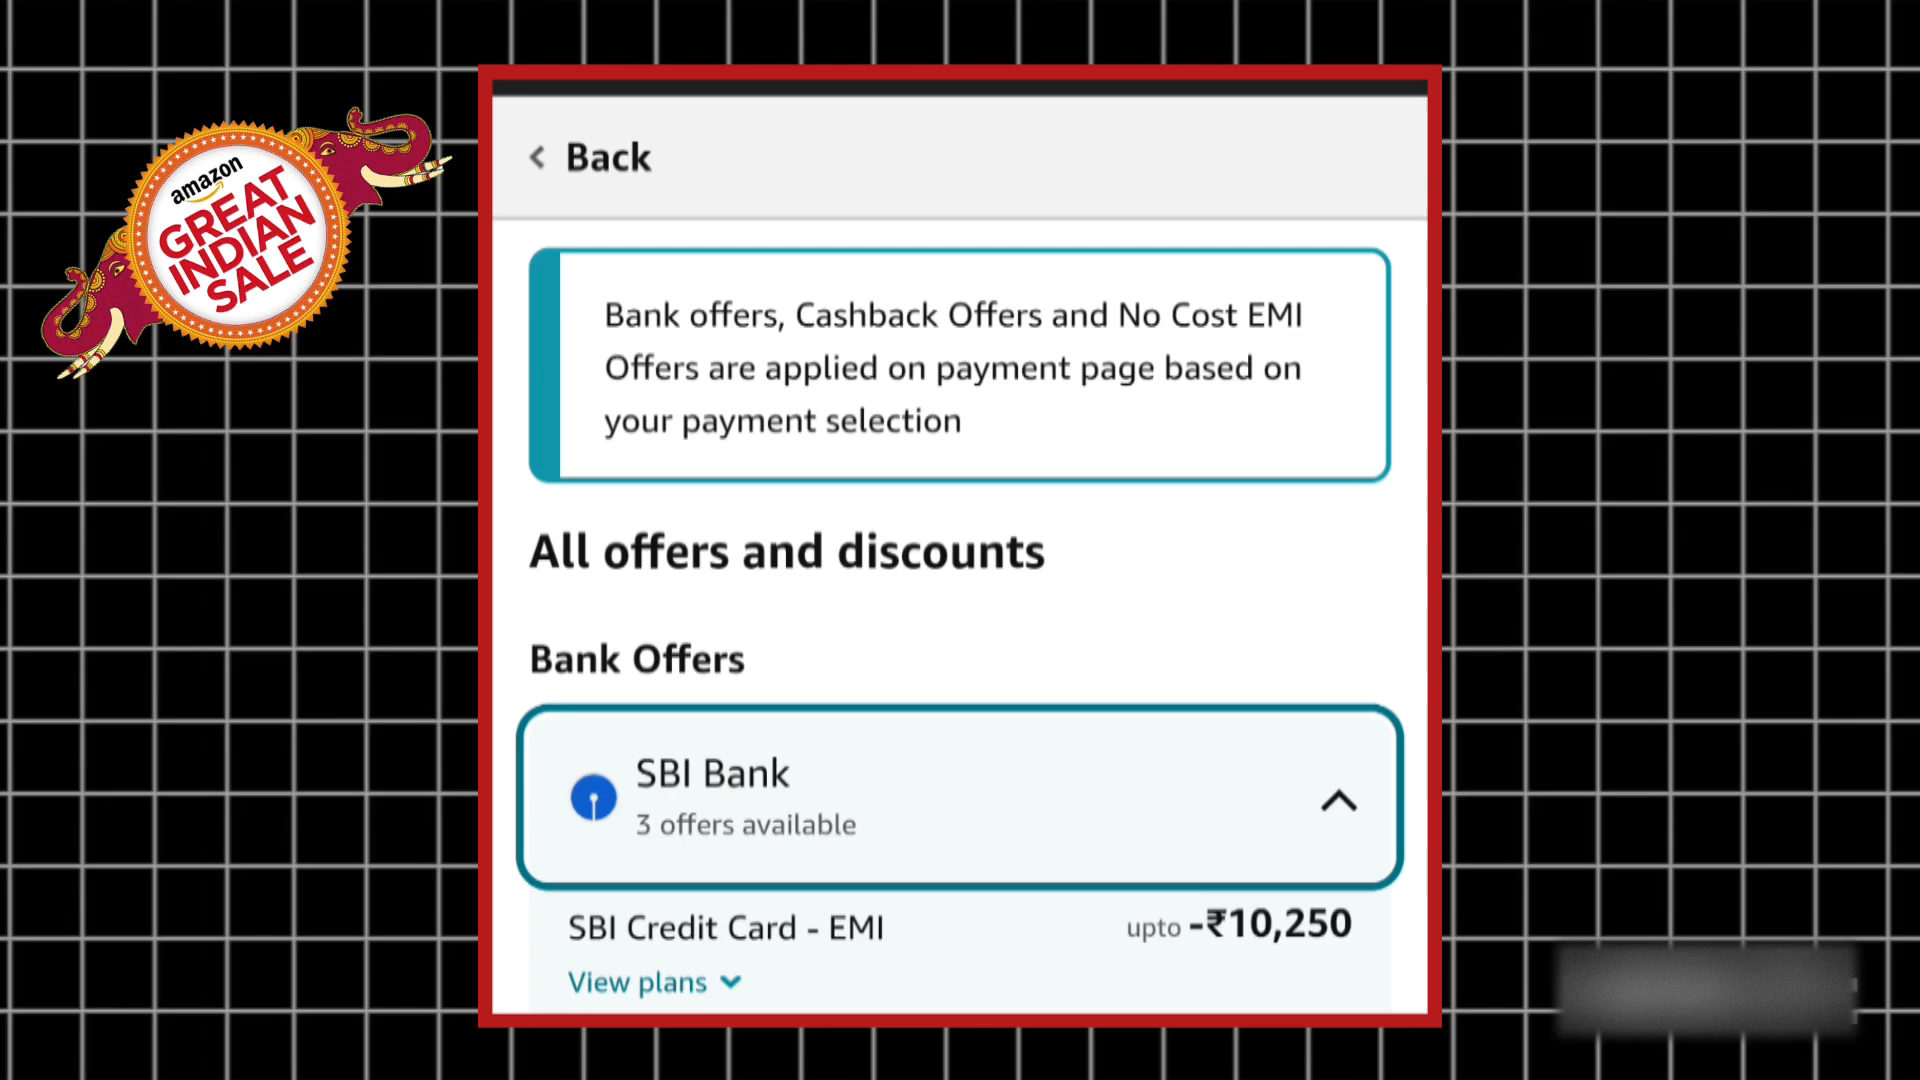 amazon
GREAT
INDIAN
SALE
Back
Bank offers, Cashback Offers and No Cost EMI
Offers are applied on payment page based on
your payment selection
All offers and discounts
Bank Offers
SBI Bank
3 offers available
SBI Credit Card - EMI
upto -₹10,250
View plans